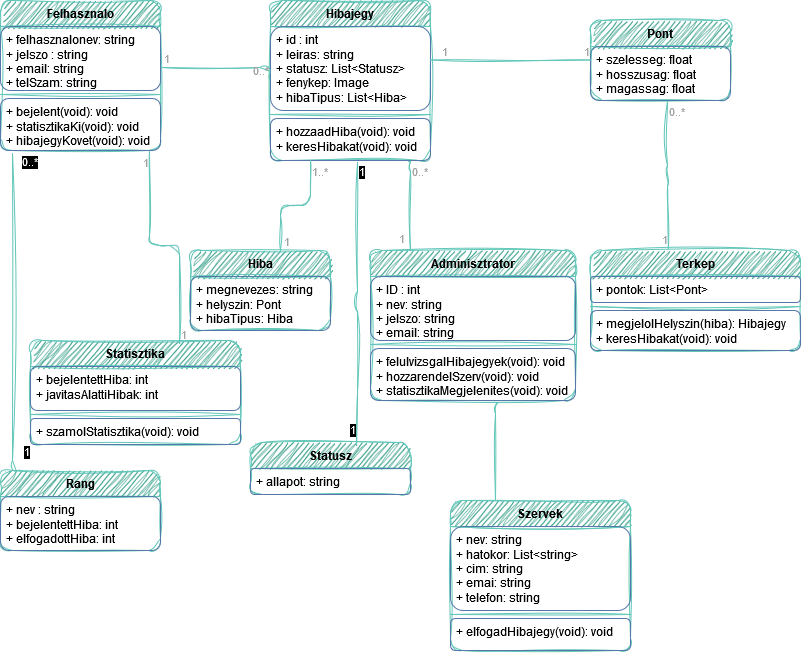 Felhasznalo
+ felhasznalonev: string
+ jelszo : string
+ email: string
+ telSzam: string
+ bejelent(void): void
+ statisztikaKi(void): void
+ hibajegyKovet(void): void
1
0..*
Hibajegy
+ id : int
+ leiras: string
+ statusz: List<Statusz>
+ fenykep: Image
+ hibaTipus: List<Hiba>
+ hozzaadHiba(void): void
+ keresHibakat(void): void
1
1
Pont
+ szelesseg: float
+ hosszusag: float
+ magassag: float
0..*
1
0..*
1
1..*
1
1
0..*
1
Hiba
+ megnevezes: string
+ helyszin: Pont
+ hibaTipus: Hiba
Adminisztrator
+ ID : int
+ nev: string
+ jelszo: string
+ email: string
+ felulvizsgalHibajegyek(void): void
+ hozzarendelSzerv(void): void
+ statisztikaMegjelenites(void): void
Terkep
+ pontok: List<Pont>
+ megjelolHelyszin(hiba): Hibajegy
+ keresHibakat(void): void
1
Statisztika
+ bejelentettHiba: int
+ javitasAlattiHibak: int
+ szamolStatisztika(void): void
1
1
Statusz
+ allapot: string
Rang
+ nev : string
+ bejelentettHiba: int
+ elfogadottHiba: int
Szervek
+ nev: string
+ hatokor: List<string>
+ cim: string
+ emai: string
+ telefon: string
+ elfogadHibajegy(void): void